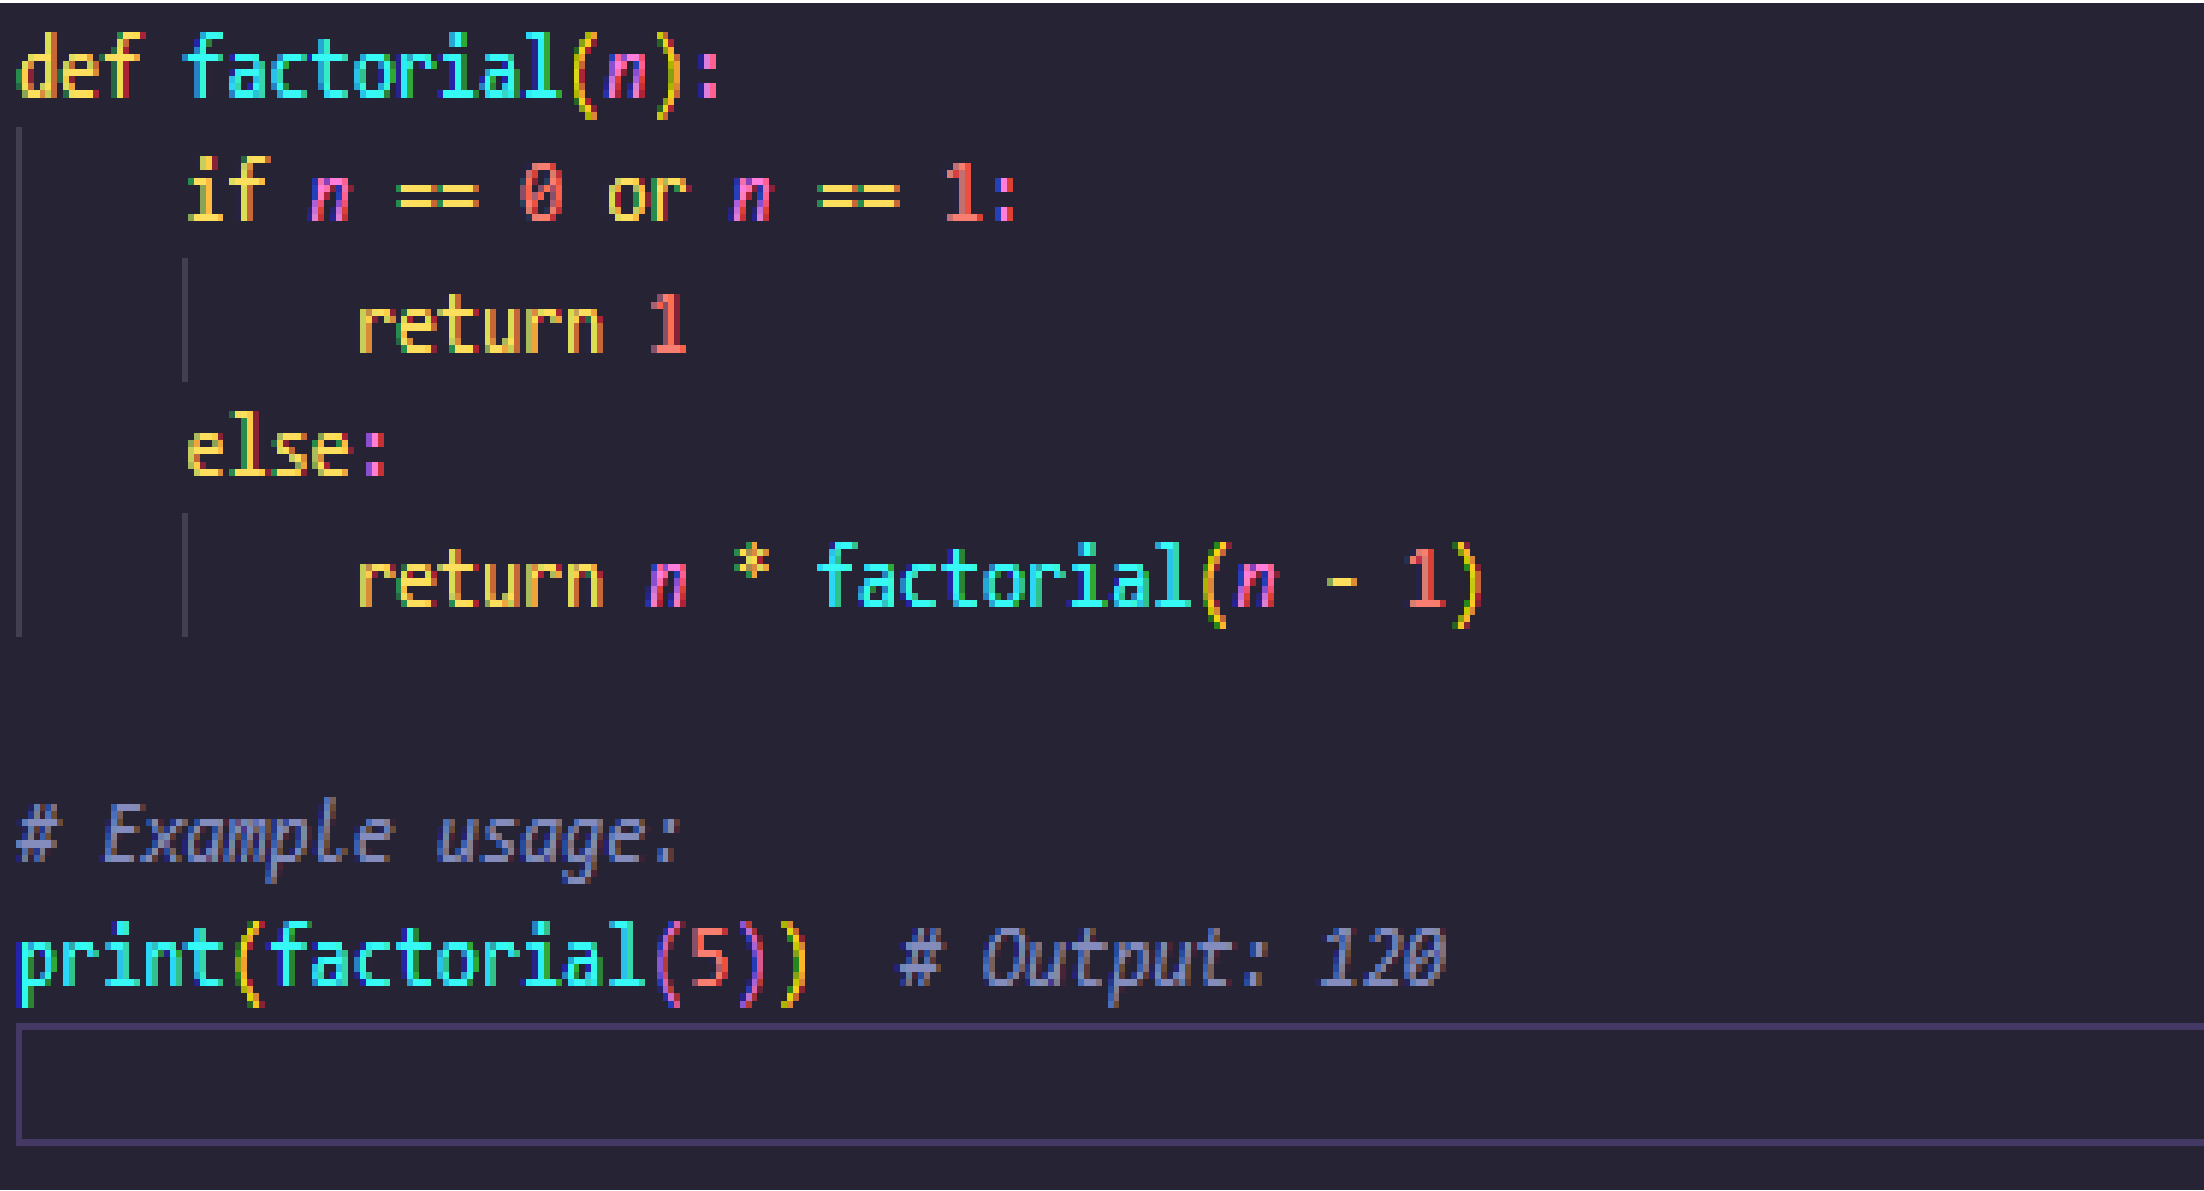 def factorial(n):
    if n == 0 or n == 1:
        return 1
    else:
        return n * factorial(n - 1)

# Example usage:
print(factorial(5))  # Output: 120